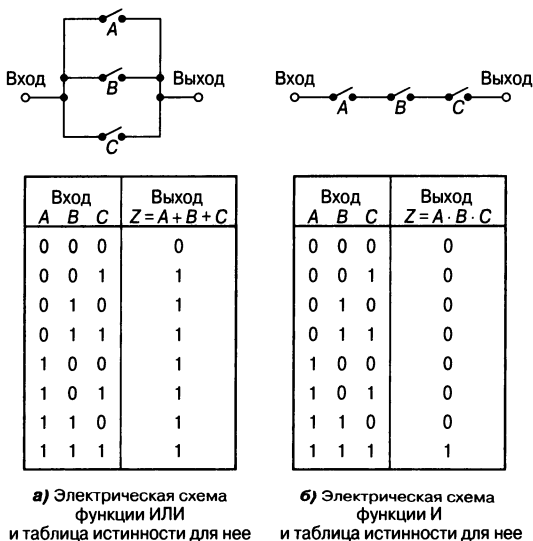 A
Вход
B
Выход
C
Вход
A
B
C
Выход
Вход Выход
A B C Z = A + B + C
0 0 0 0
0 0 1 1
0 1 0 1
0 1 1 1
1 0 0 1
1 0 1 1
1 1 0 1
1 1 1 1
а) Электрическая схема
функции ИЛИ
и таблица истинности для нее
Вход Выход
A B C Z = A · B · C
0 0 0 0
0 0 1 0
0 1 0 0
0 1 1 0
1 0 0 0
1 0 1 0
1 1 0 0
1 1 1 1
б) Электрическая схема
функции И
и таблица истинности для нее